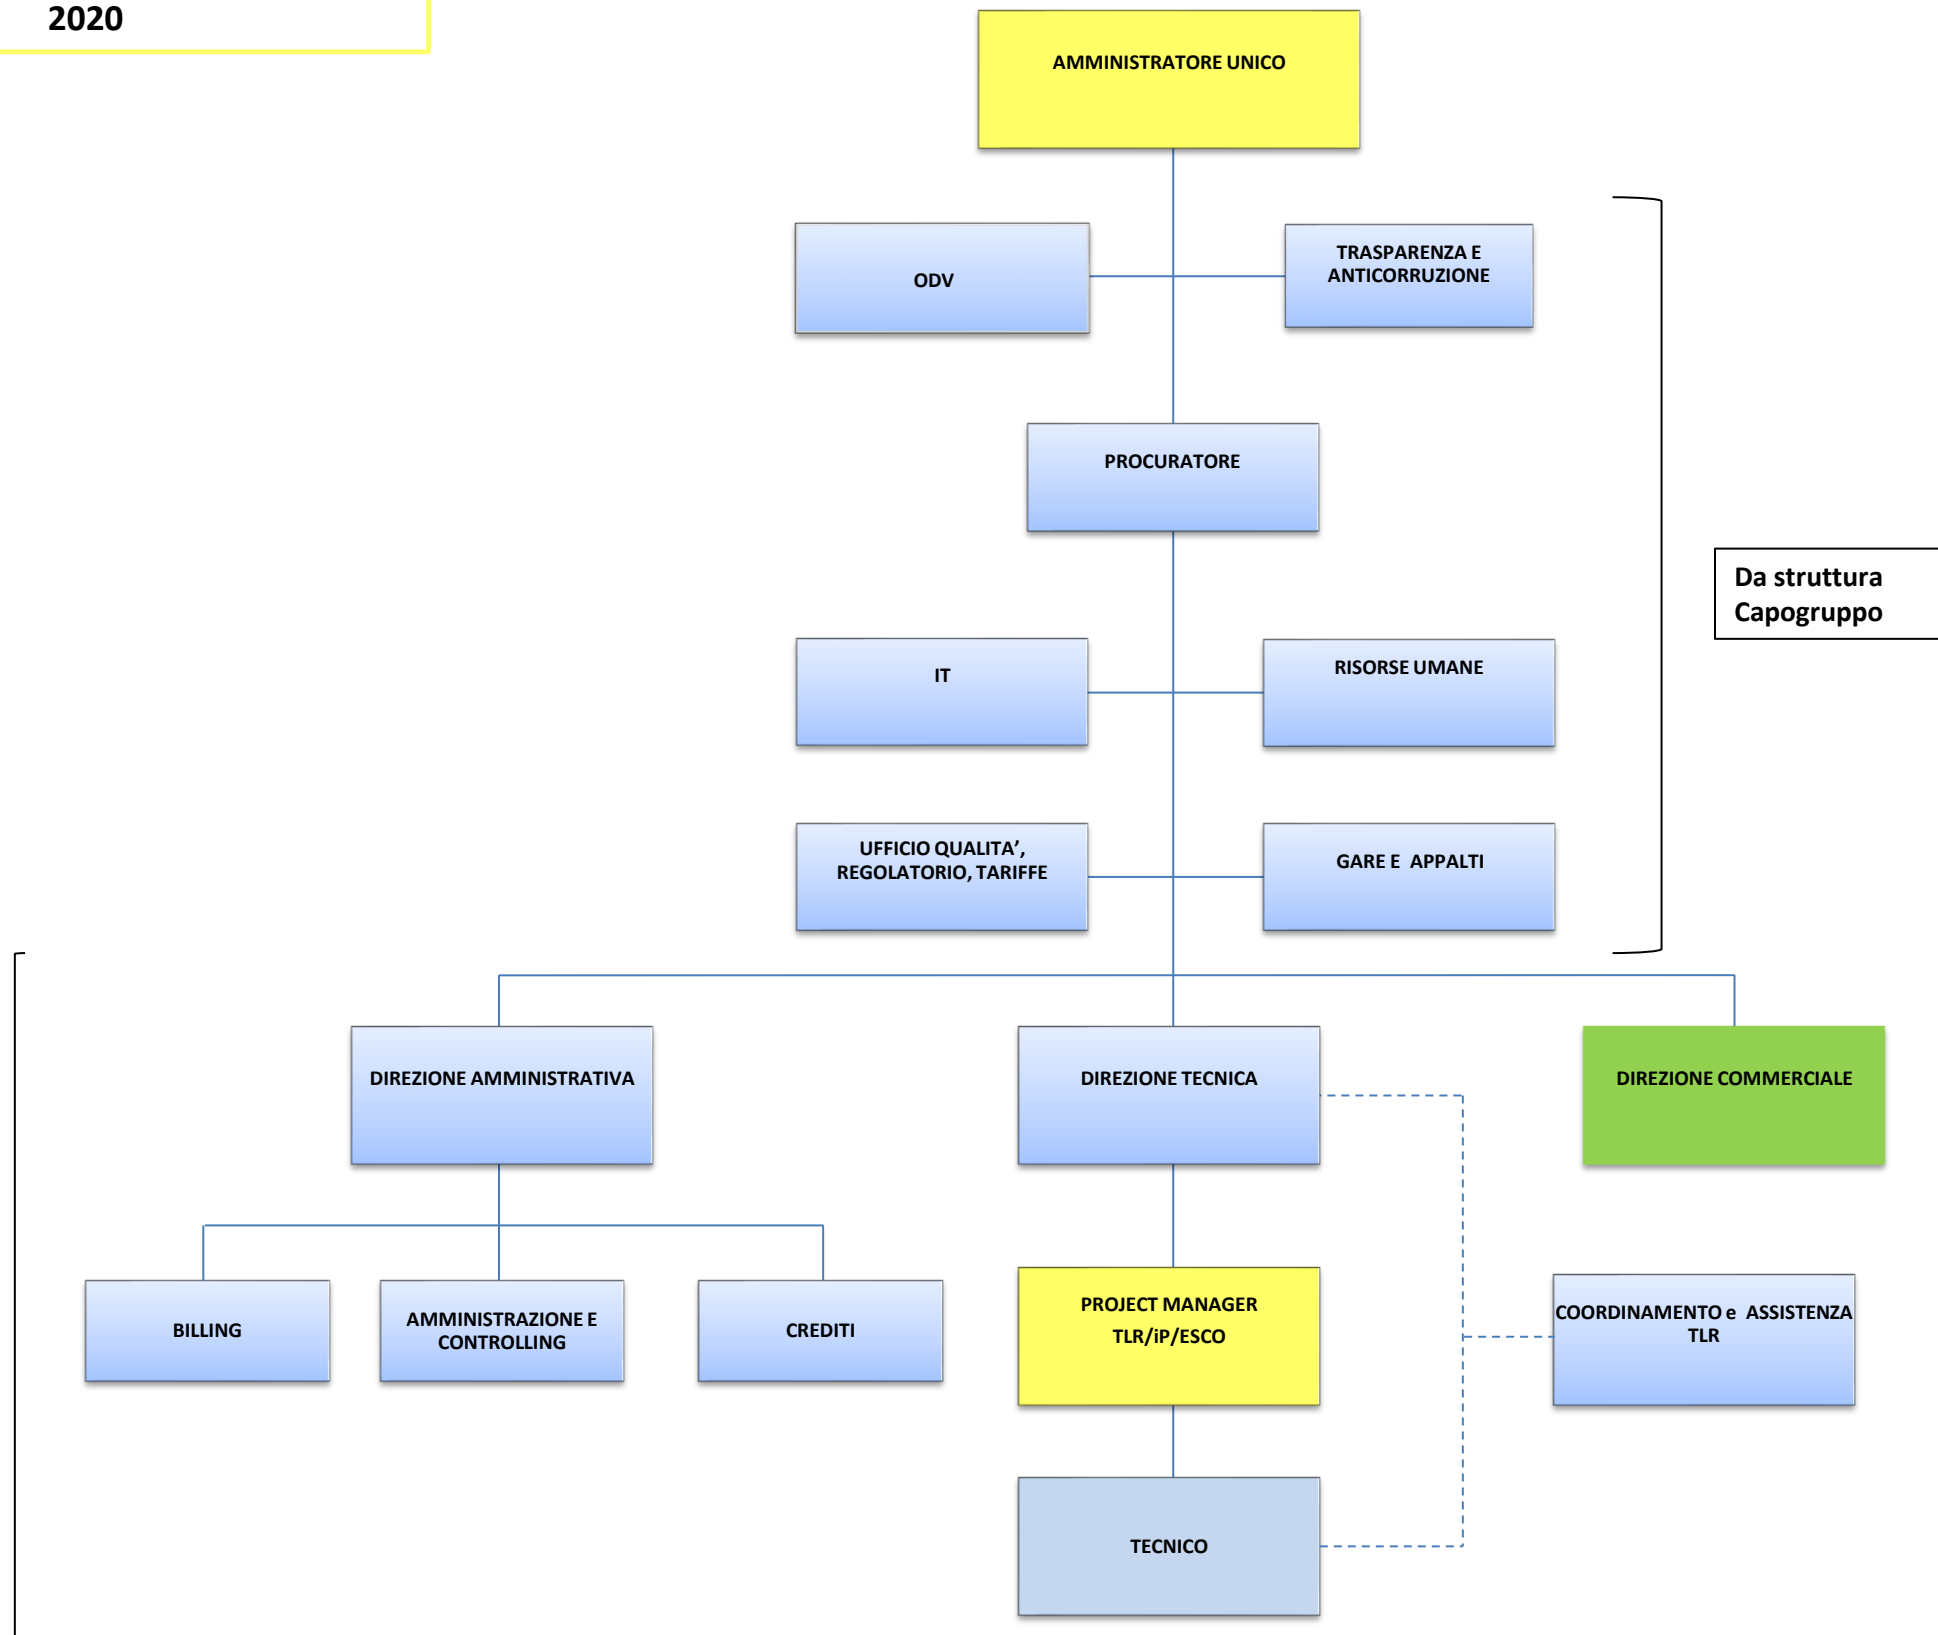 2020
AMMINISTRATORE UNICO
ODV
TRASPARENZA E
ANTICORRUZIONE
PROCURATORE
Da struttura
Capogruppo
IT
RISORSE UMANE
UFFICIO QUALITA’,
REGOLATORIO, TARIFFE
GARE E APPALTI
DIREZIONE AMMINISTRATIVA
DIREZIONE TECNICA
DIREZIONE COMMERCIALE
BILLING
AMMINISTRAZIONE E
CONTROLLING
CREDITI
PROJECT MANAGER
TLR/iP/ESCO
COORDINAMENTO e ASSISTENZA
TLR
TECNICO